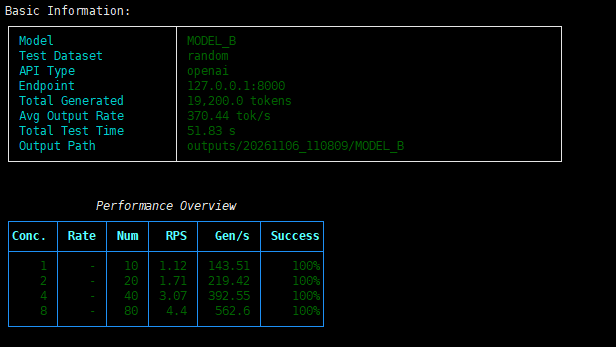 Basic Information:
Model MODEL_B
Test Dataset random
API Type openai
Endpoint 127.0.0.1:8000
Total Generated 19,200.0 tokens
Avg Output Rate 370.44 tok/s
Total Test Time 51.83 s
Output Path outputs/20261106_110809/MODEL_B
Performance Overview
Conc. Rate Num RPS Gen/s Success
1 - 10 1.12 143.51 100%
2 - 20 1.71 219.42 100%
4 - 40 3.07 392.55 100%
8 - 80 4.4 562.6 100%